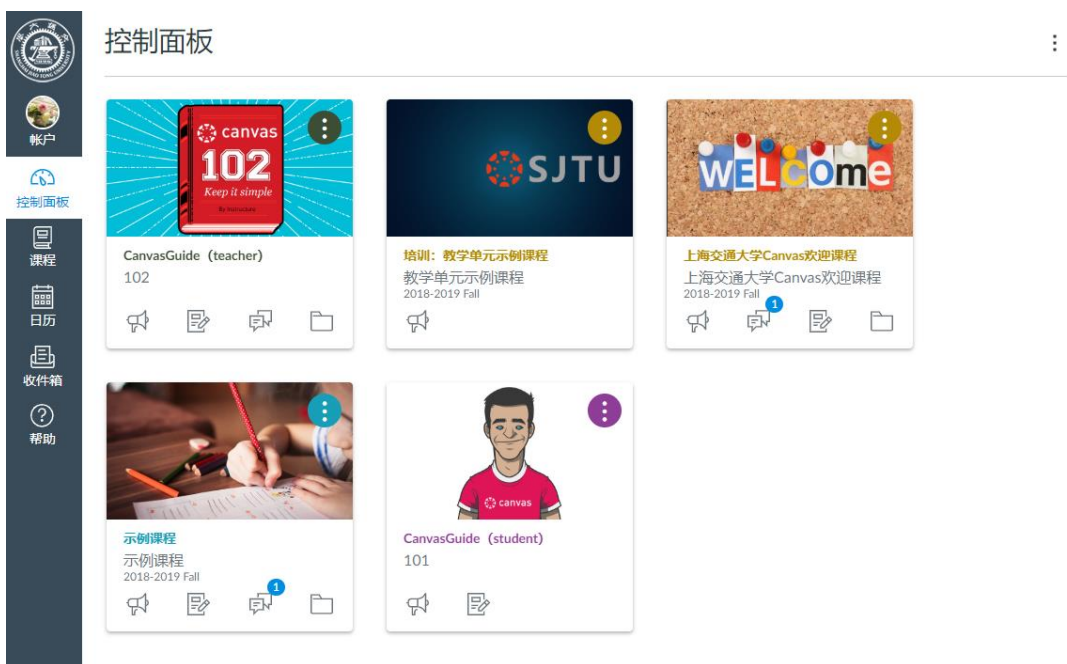 控制面板
帐户
控制面板
课程
日历
收件箱
帮助
canvas
102
Keep it simple
By Instructure
CanvasGuide（teacher）
102
SJTU
培训：教学单元示例课程
教学单元示例课程
2018-2019 Fall
WELCOme
上海交通大学Canvas欢迎课程
上海交通大学Canvas欢迎课程
2018-2019 Fall
1
示例课程
示例课程
2018-2019 Fall
1
canvas
CanvasGuide（student）
101